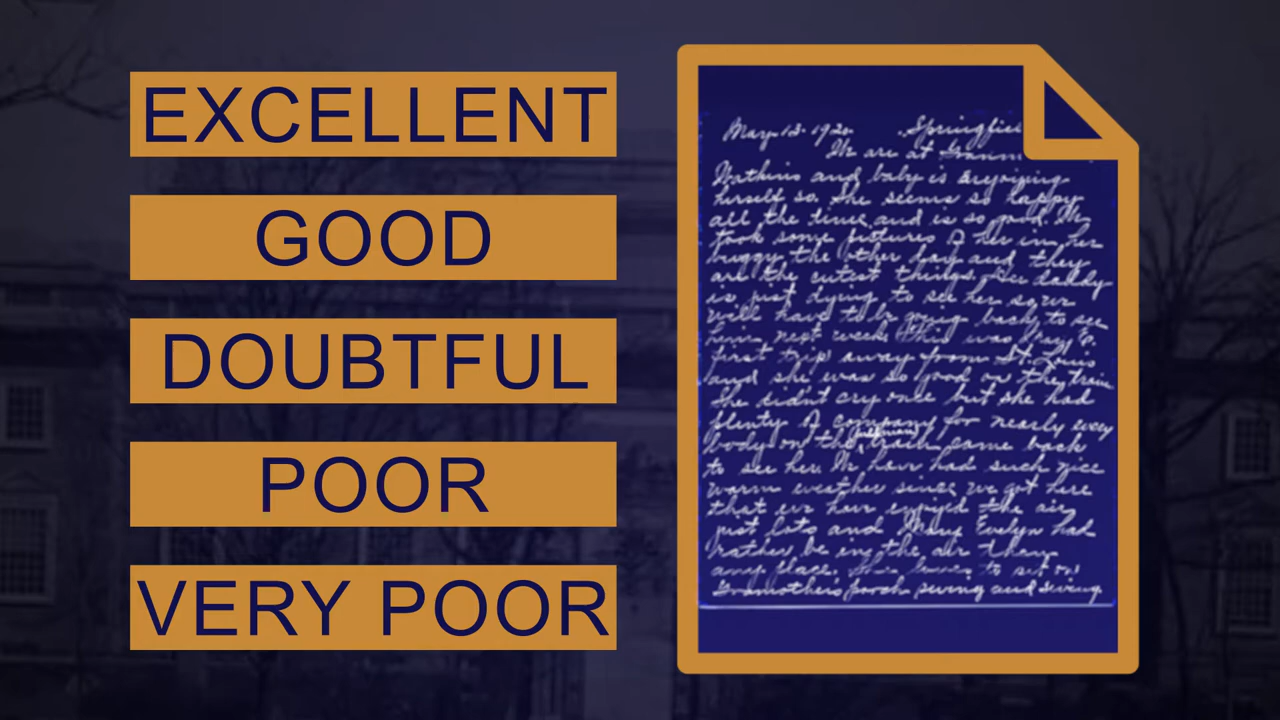 EXCELLENT
GOOD
DOUBTFUL
POOR
VERY POOR
May 13 1920 Springfiel
We are at Granm
Watkins and baby is enjoying
herself so. She seems so happy
all the time and is so good. We
took some pictures of her in her
buggy the other day and they
are the cutest things. Her daddy
is just dying to see her so we
will have to be going back to see
him next week. This was Mary E.
first trip away from St. Louis
and she was so good on the train
She didn't cry once but she had
plenty of company for nearly every
body on the train came back
to see her. We have had such nice
warm weather since we got here
that we have enjoyed the air
just lots and Mary Evelyn had
rather be in the air than
any place. She loves to sit on
Grandmother's porch swing and swing